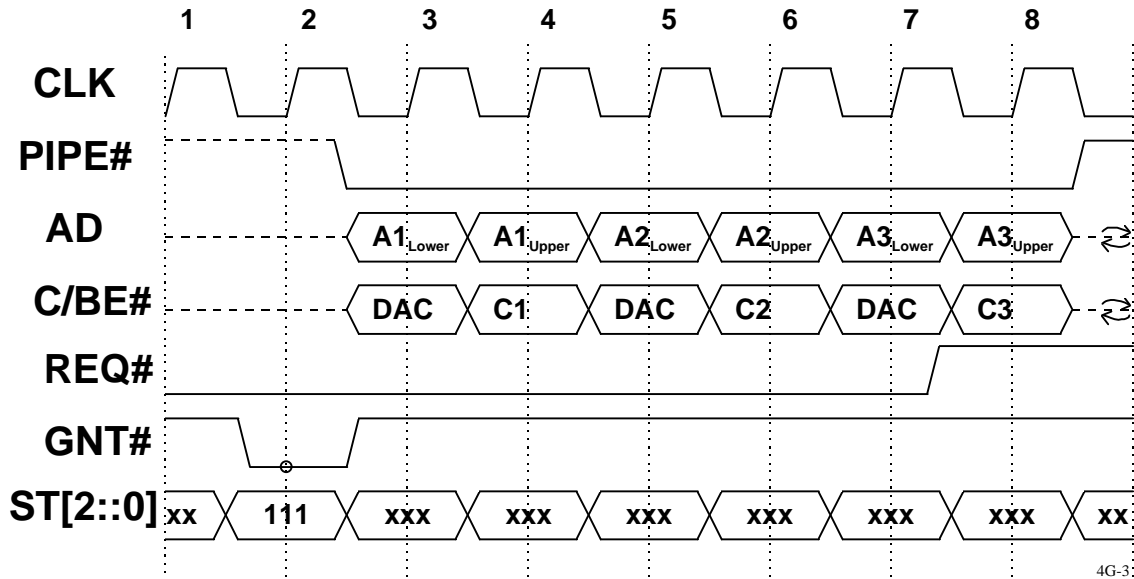 1 2 3 4 5 6 7 8
CLK
PIPE#
AD A1Lower A1Upper A2Lower A2Upper A3Lower A3Upper
C/BE# DAC C1 DAC C2 DAC C3
REQ#
GNT#
ST[2::0] xx 111 xxx xxx xxx xxx xxx xxx xx
4G-3